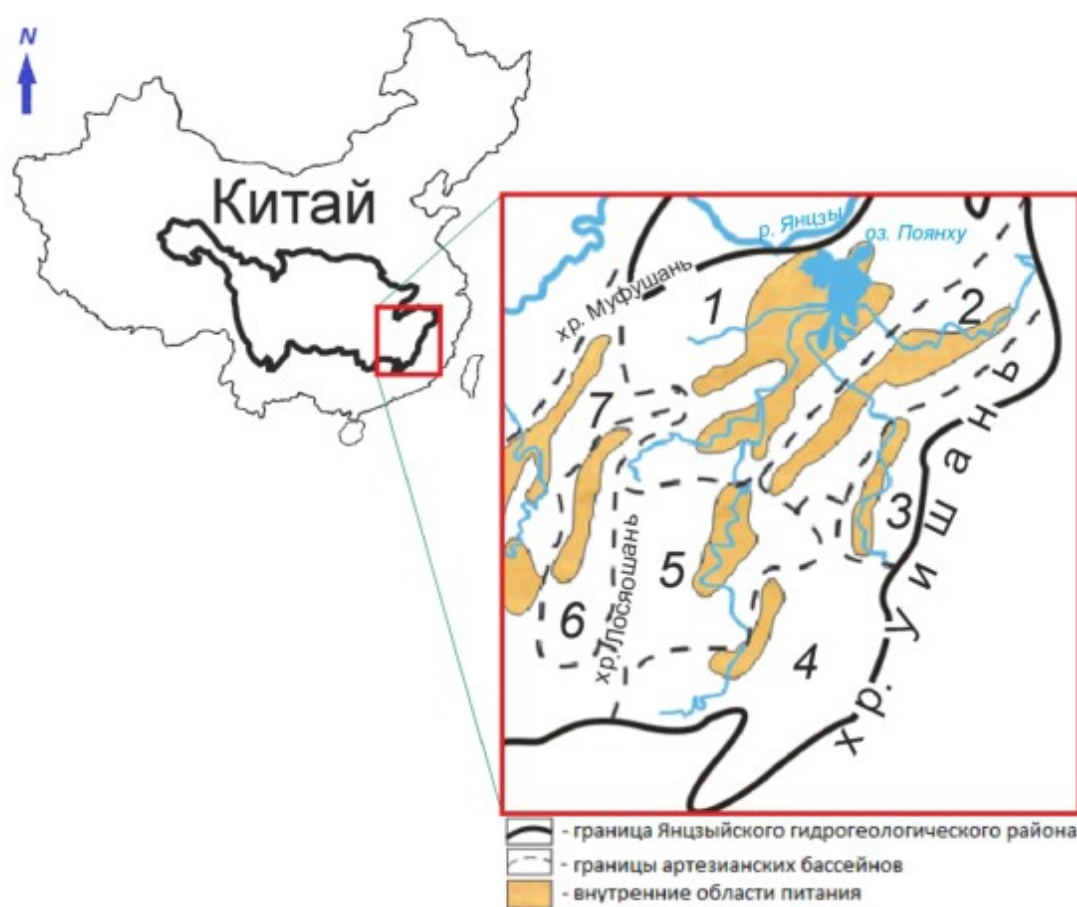 N
Китай
р. Янцзы
оз. Поянху
хр. Муфушань
1
2
7
3
хр. Уишань
5
хр. Лосяошань
6
4
- граница Янцзыйского гидрогеологического района
- границы артезианских бассейнов
- внутренние области питания